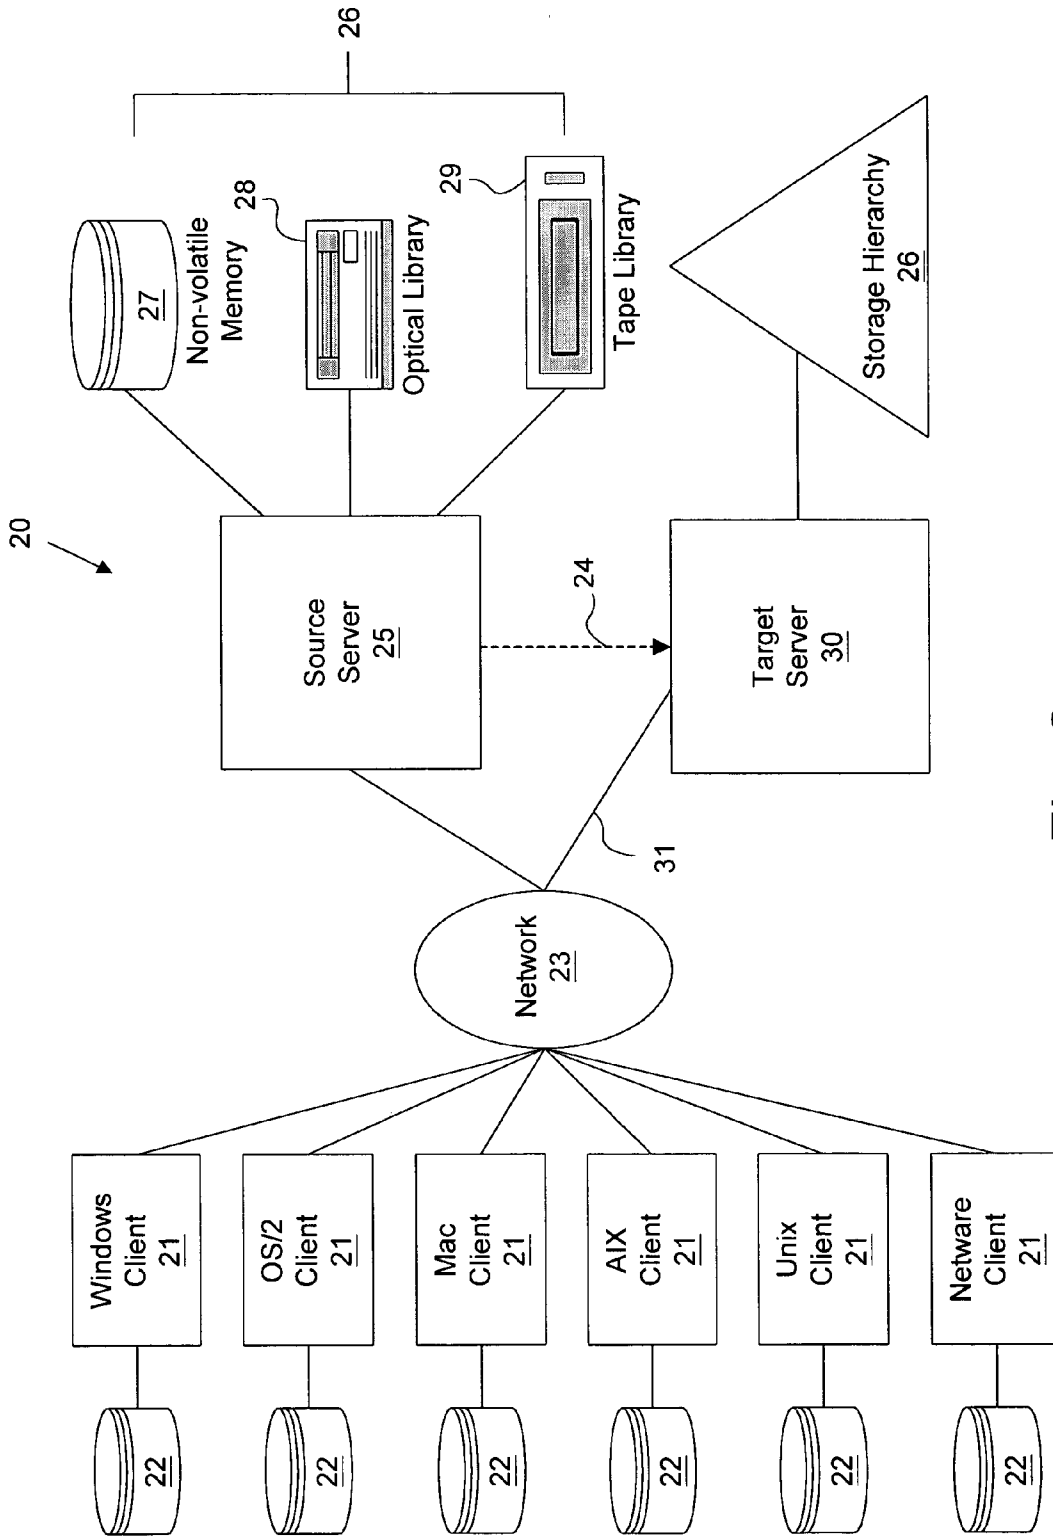 20
26
27
Non-volatile
Memory
28
Optical Library
29
Tape Library
Source
Server
25
24
Target
Server
30
Storage Hierarchy
26
31
Network
23
Windows
Client
21
OS/2
Client
21
Mac
Client
21
AIX
Client
21
Unix
Client
21
Netware
Client
21
22
22
22
22
22
22